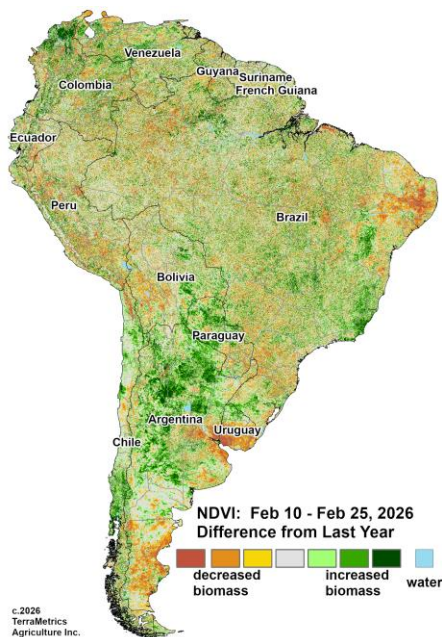 Venezuela
Guyana
Suriname
French Guiana
Colombia
Ecuador
Peru
Brazil
Bolivia
Paraguay
Argentina
Uruguay
Chile
NDVI: Feb 10 - Feb 25, 2026
Difference from Last Year
decreased increased water
biomass biomass
c.2026
TerraMetrics
Agriculture Inc.